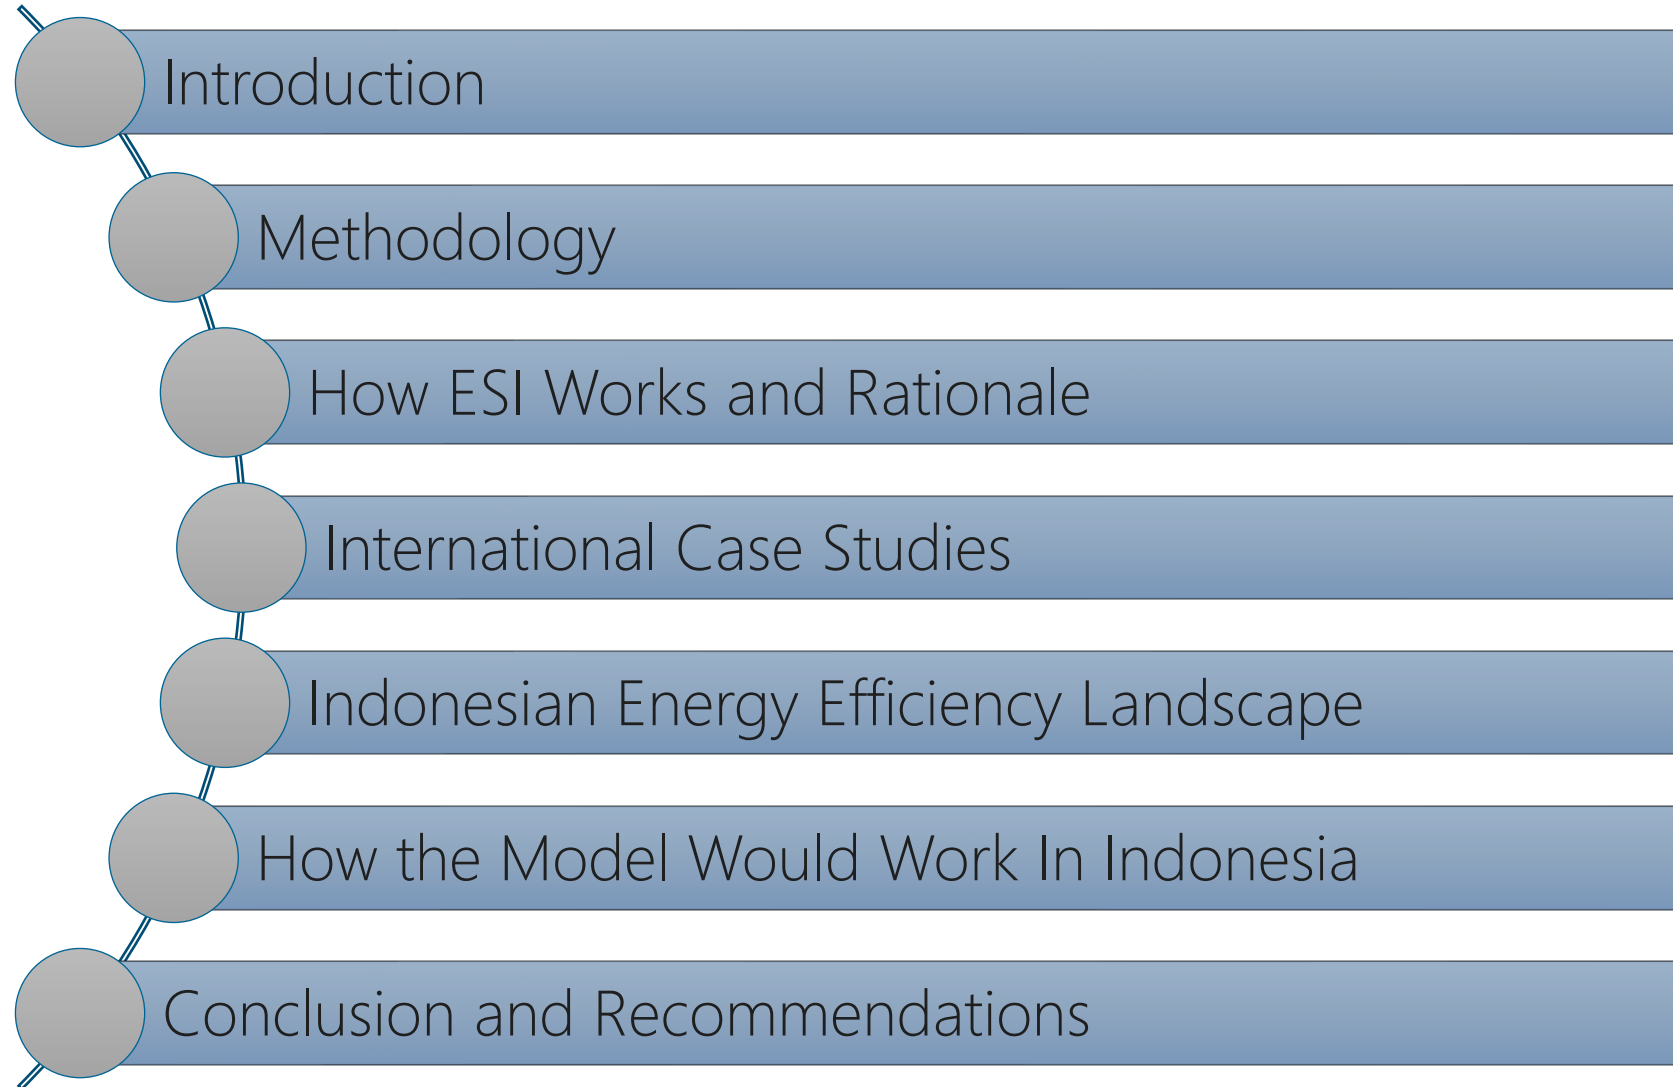 Introduction
Methodology
How ESI Works and Rationale
International Case Studies
Indonesian Energy Efficiency Landscape
How the Model Would Work In Indonesia
Conclusion and Recommendations